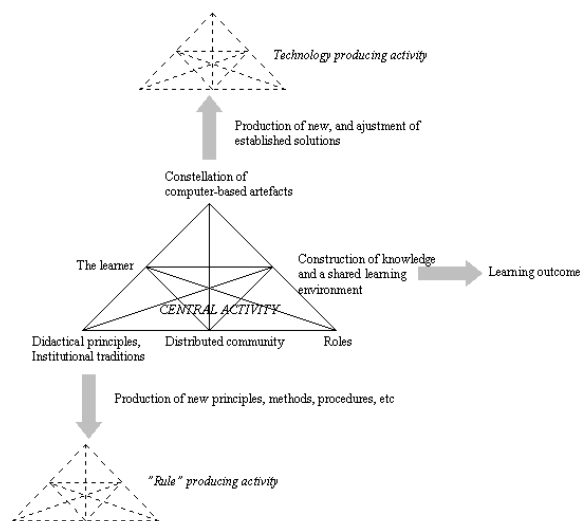 Technology producing activity
Production of new, and ajustment of
established solutions
Constellation of
computer-based artefacts
The learner
Construction of knowledge
and a shared learning
environment
Learning outcome
CENTRAL ACTIVITY
Didactical principles,
Institutional traditions
Distributed community
Roles
Production of new principles, methods, procedures, etc
"Rule" producing activity